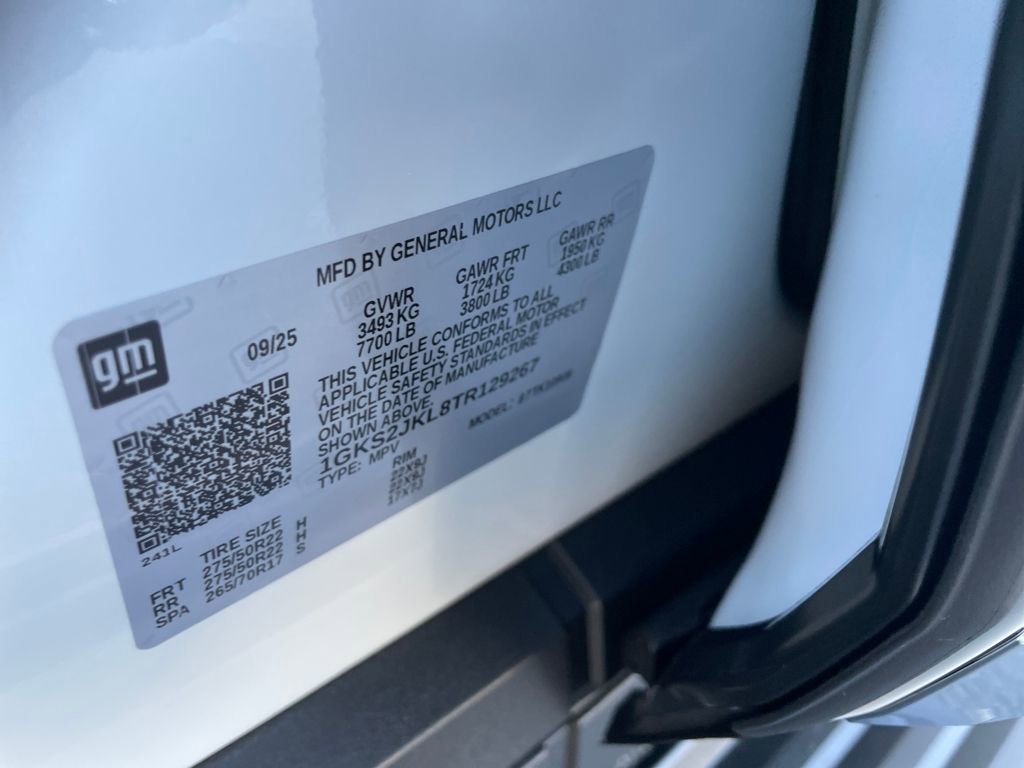 MFD BY GENERAL MOTORS LLC
gm
09/25
GVWR GAWR FRT GAWR RR
3493 KG 1724 KG 1950 KG
7700 LB 3800 LB 4300 LB
THIS VEHICLE CONFORMS TO ALL
APPLICABLE U.S. FEDERAL MOTOR
VEHICLE SAFETY STANDARDS IN EFFECT
ON THE DATE OF MANUFACTURE
SHOWN ABOVE.
1GKS2JKL8TR129267
TYPE: MPV MODEL:
241L
TIRE SIZE RIM
FRT 275/50R22 H 22X9J
RR 275/50R22 H 22X9J
SPA 265/70R17 S 17X7J